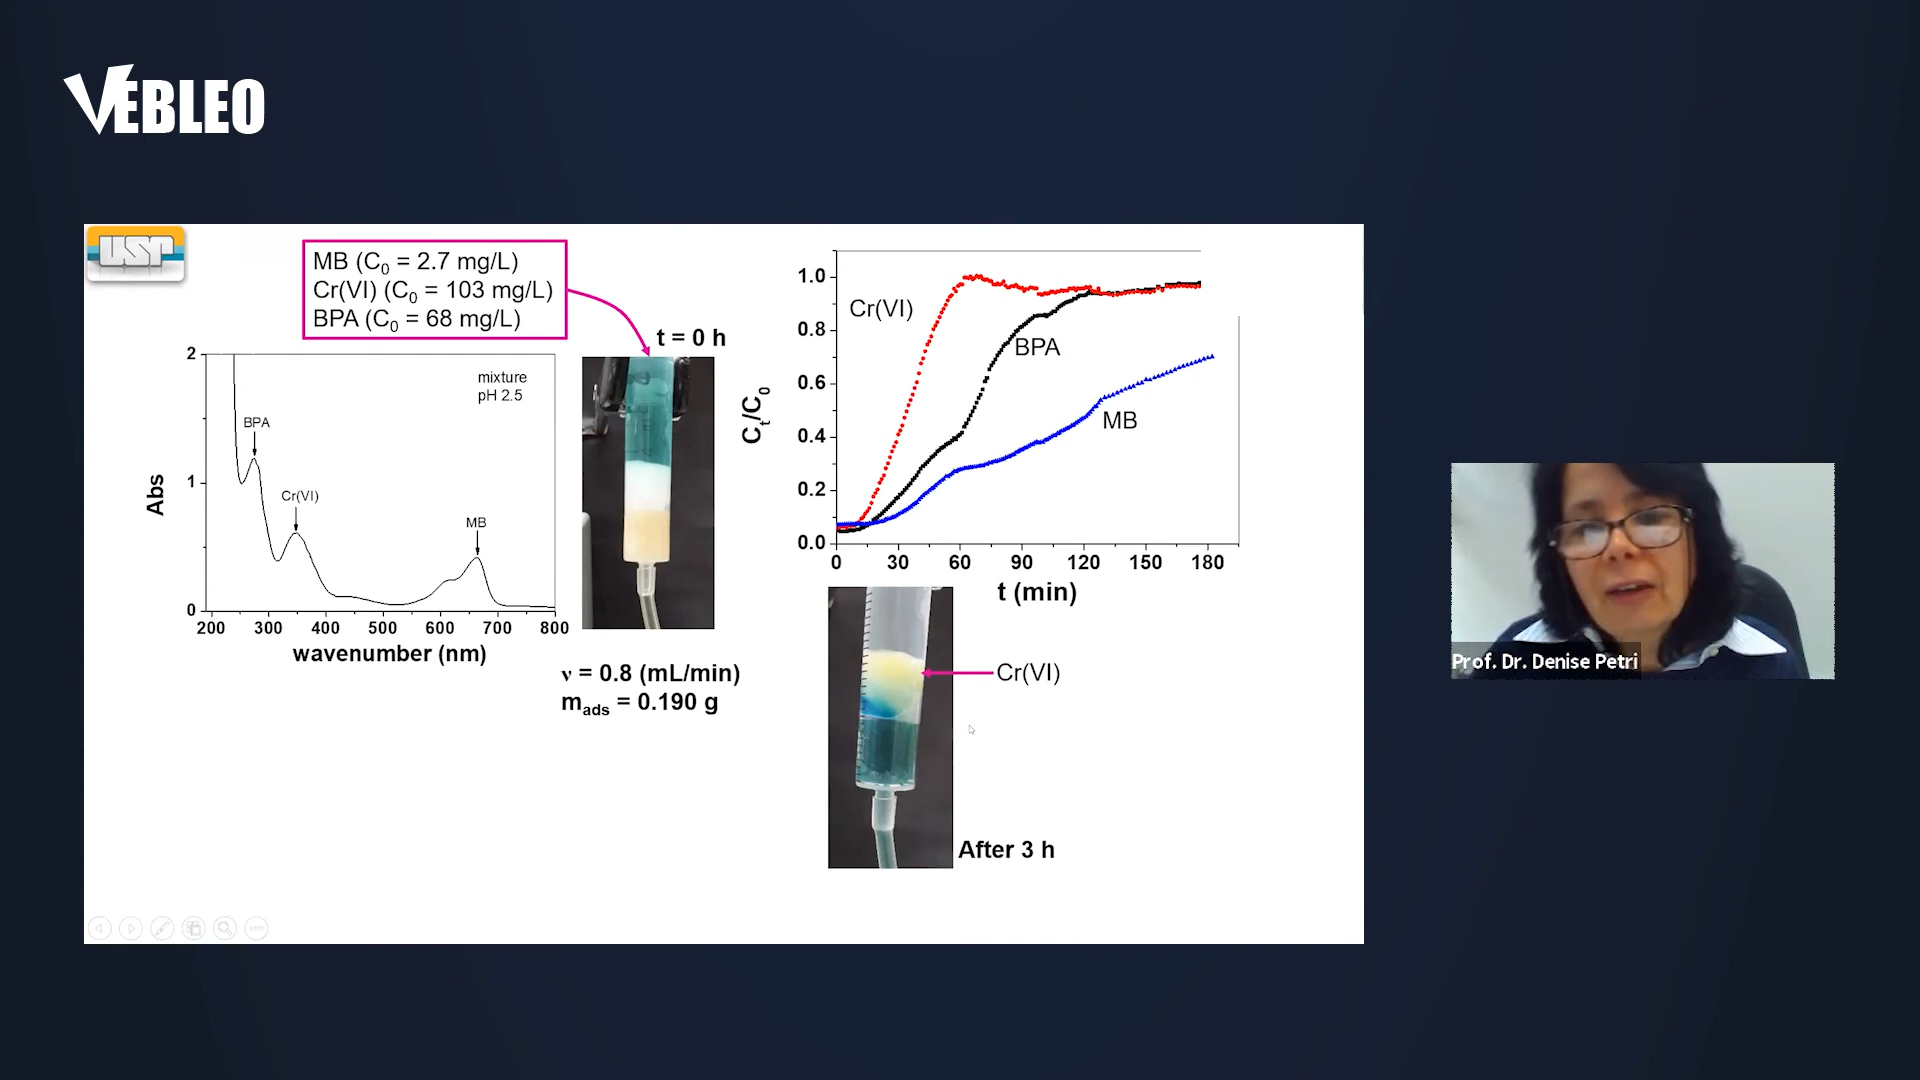 VEBLEO
USP
MB (C₀ = 2.7 mg/L)
Cr(VI) (C₀ = 103 mg/L)
BPA (C₀ = 68 mg/L)
t = 0 h
2
1
0
Abs
mixture
pH 2.5
BPA
Cr(VI)
MB
200 300 400 500 600 700 800
wavenumber (nm)
ν = 0.8 (mL/min)
mads = 0.190 g
1.0
0.8
0.6
0.4
0.2
0.0
Cₜ/C₀
Cr(VI)
BPA
MB
0 30 60 90 120 150 180
t (min)
Cr(VI)
After 3 h
Prof. Dr. Denise Petri